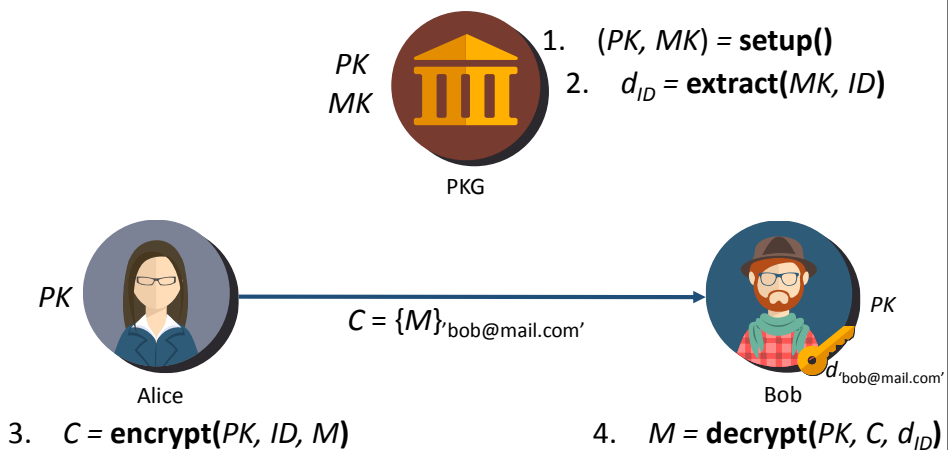 1. (PK, MK) = setup()
PK
MK
2. d_ID = extract(MK, ID)
PKG
PK
C = {M}'bob@mail.com'
PK
d'bob@mail.com'
Alice
Bob
3. C = encrypt(PK, ID, M)
4. M = decrypt(PK, C, d_ID)